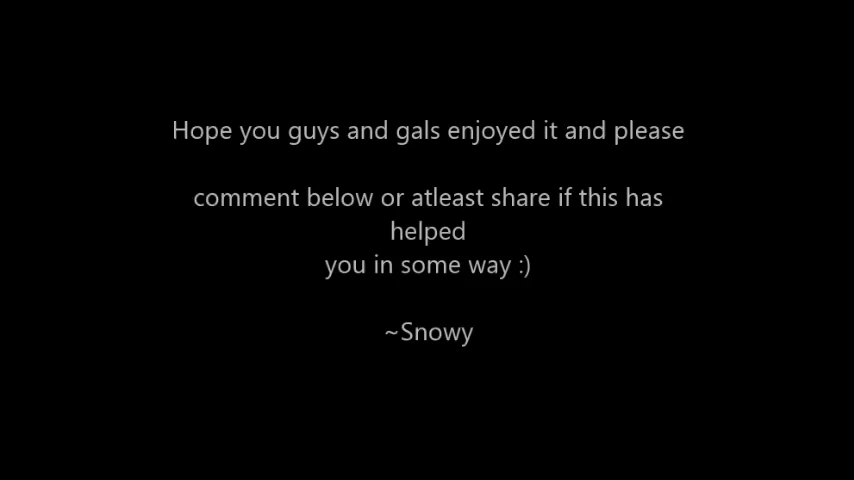 Hope you guys and gals enjoyed it and please
comment below or atleast share if this has
helped
you in some way :)
~Snowy